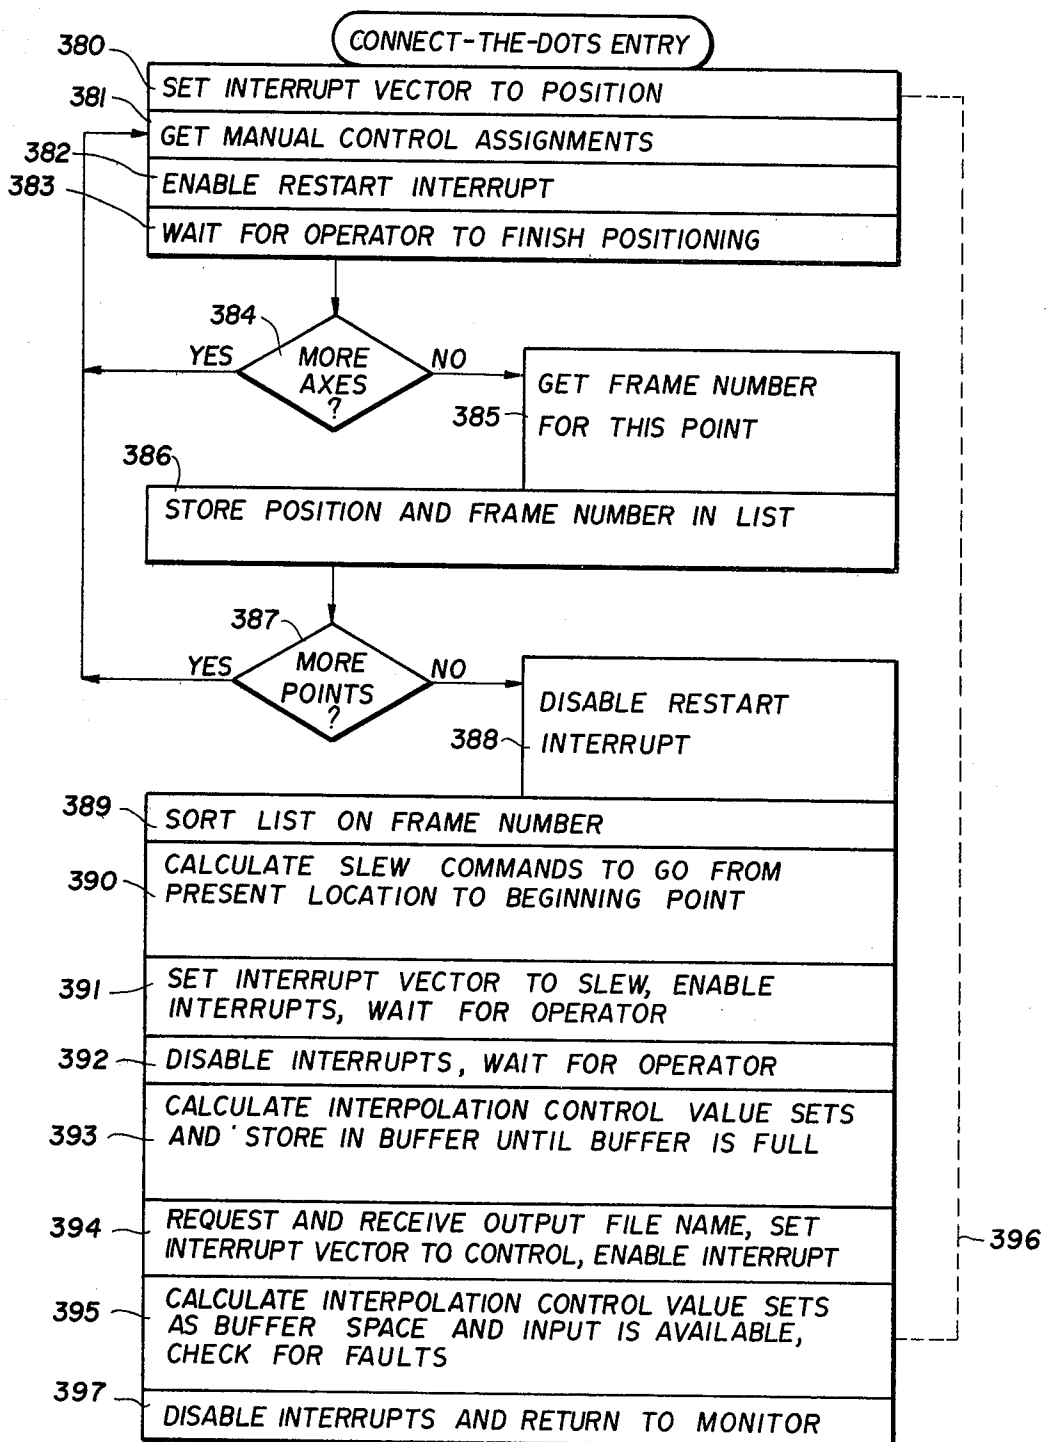 CONNECT-THE-DOTS ENTRY
380
SET INTERRUPT VECTOR TO POSITION
381
GET MANUAL CONTROL ASSIGNMENTS
382
ENABLE RESTART INTERRUPT
383
WAIT FOR OPERATOR TO FINISH POSITIONING
384
YES
MORE
AXES
?
NO
GET FRAME NUMBER
385
FOR THIS POINT
386
STORE POSITION AND FRAME NUMBER IN LIST
387
YES
MORE
POINTS
?
NO
DISABLE RESTART
388
INTERRUPT
389
SORT LIST ON FRAME NUMBER
390
CALCULATE SLEW COMMANDS TO GO FROM
PRESENT LOCATION TO BEGINNING POINT
391
SET INTERRUPT VECTOR TO SLEW, ENABLE
INTERRUPTS, WAIT FOR OPERATOR
392
DISABLE INTERRUPTS, WAIT FOR OPERATOR
393
CALCULATE INTERPOLATION CONTROL VALUE SETS
AND STORE IN BUFFER UNTIL BUFFER IS FULL
394
REQUEST AND RECEIVE OUTPUT FILE NAME, SET
INTERRUPT VECTOR TO CONTROL, ENABLE INTERRUPT
396
395
CALCULATE INTERPOLATION CONTROL VALUE SETS
AS BUFFER SPACE AND INPUT IS AVAILABLE,
CHECK FOR FAULTS
397
DISABLE INTERRUPTS AND RETURN TO MONITOR